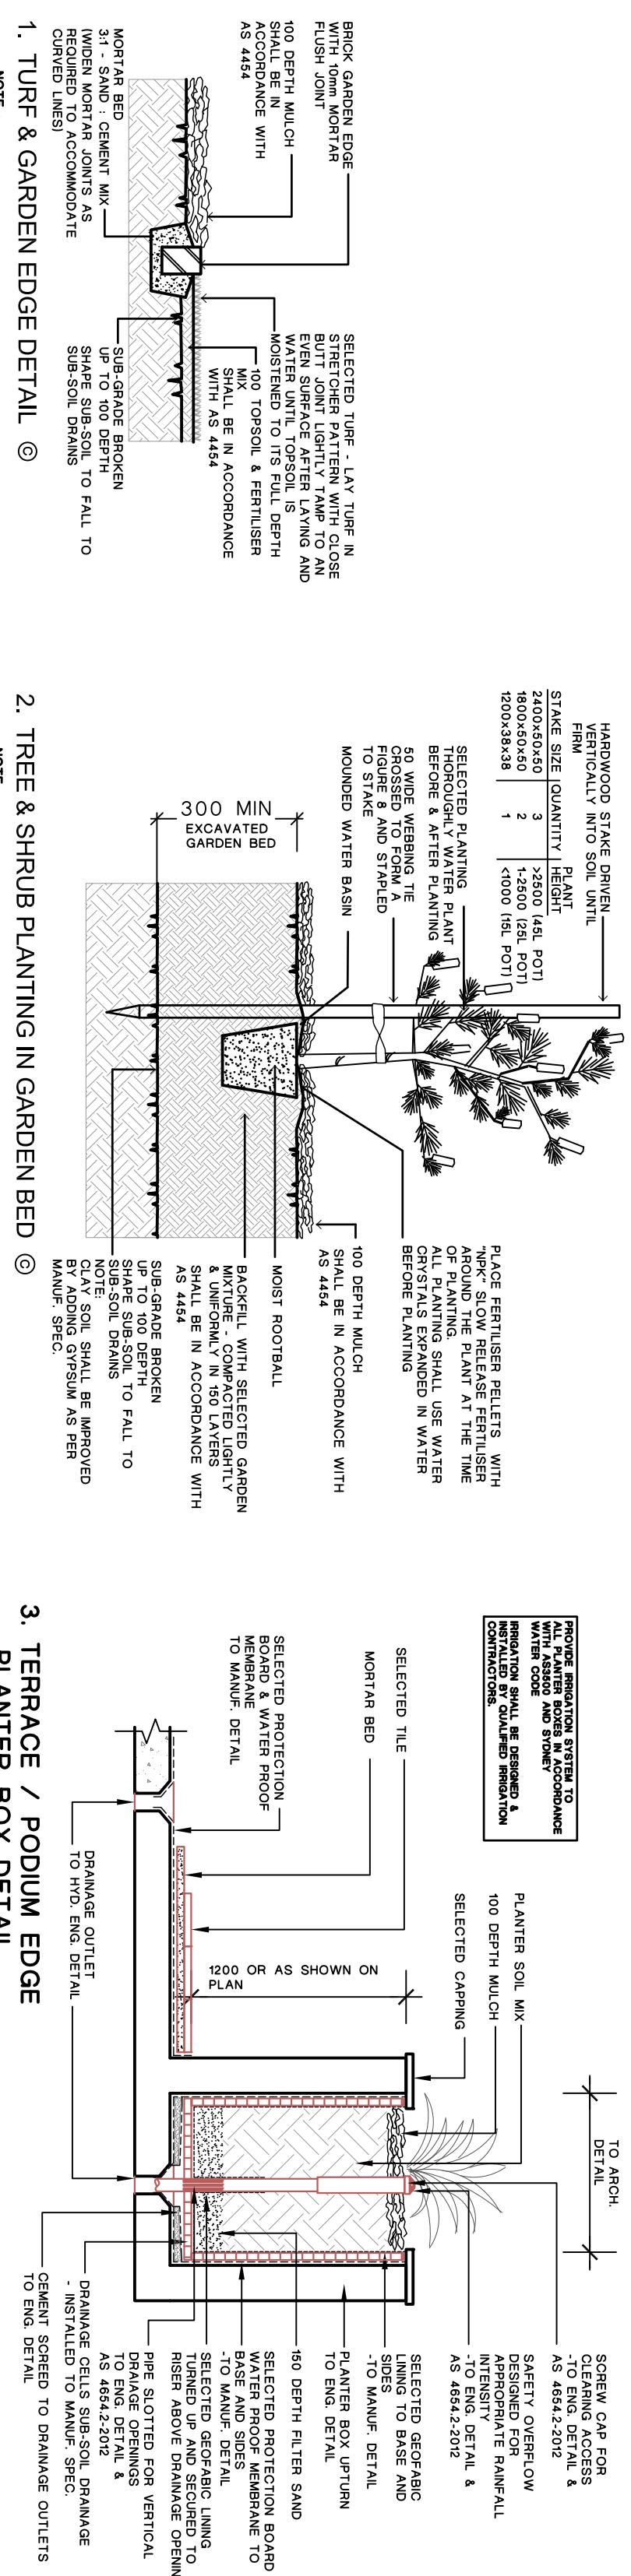 BRICK GARDEN EDGE
WITH 10mm MORTAR
FLUSH JOINT
100 DEPTH MULCH
SHALL BE IN
ACCORDANCE WITH
AS 4454
MORTAR BED
3:1 - SAND : CEMENT MIX
(WIDEN MORTAR JOINTS AS
REQUIRED TO ACCOMMODATE
CURVED LINES)
SELECTED TURF - LAY TURF IN
STRETCHER PATTERN WITH CLOSE
BUTT JOINT LIGHTLY TAMP TO AN
EVEN SURFACE AFTER LAYING AND
WATER UNTIL TOPSOIL IS
MOISTENED TO ITS FULL DEPTH
100 TOPSOIL & FERTILISER
MIX
SHALL BE IN ACCORDANCE
WITH AS 4454
SUB-GRADE BROKEN
UP TO 100 DEPTH
SHAPE SUB-SOIL TO FALL TO
SUB-SOIL DRAINS
1. TURF & GARDEN EDGE DETAIL ©
NOTE
HARDWOOD STAKE DRIVEN
VERTICALLY INTO SOIL UNTIL
FIRM
STAKE SIZE QUANTITY PLANT HEIGHT
2400x50x50 3 >2500 (45L POT)
1800x50x50 2 1-2500 (25L POT)
1200x38x38 1 <1000 (15L POT)
SELECTED PLANTING
THOROUGHLY WATER PLANT
BEFORE & AFTER PLANTING
50 WIDE WEBBING TIE
CROSSED TO FORM A
FIGURE 8 AND STAPLED
TO STAKE
MOUNDED WATER BASIN
300 MIN
EXCAVATED
GARDEN BED
PLACE FERTILISER PELLETS WITH
"NPK" SLOW RELEASE FERTILISER
AROUND THE PLANT AT THE TIME
OF PLANTING.
ALL PLANTING SHALL USE WATER
CRYSTALS EXPANDED IN WATER
BEFORE PLANTING
100 DEPTH MULCH
SHALL BE IN ACCORDANCE WITH
AS 4454
MOIST ROOTBALL
BACKFILL WITH SELECTED GARDEN
MIXTURE - COMPACTED LIGHTLY
& UNIFORMLY IN 150 LAYERS
SHALL BE IN ACCORDANCE WITH
AS 4454
SUB-GRADE BROKEN
UP TO 100 DEPTH
SHAPE SUB-SOIL TO FALL TO
SUB-SOIL DRAINS
NOTE:
CLAY SOIL SHALL BE IMPROVED
BY ADDING GYPSUM AS PER
MANUF. SPEC.
2. TREE & SHRUB PLANTING IN GARDEN BED ©
NOTE
PROVIDE IRRIGATION SYSTEM TO
ALL PLANTER BOXES IN ACCORDANCE
WITH AS3500 AND SYDNEY
WATER CODE
IRRIGATION SHALL BE DESIGNED &
INSTALLED BY QUALIFIED IRRIGATION
CONTRACTORS.
PLANTER SOIL MIX
100 DEPTH MULCH
SELECTED CAPPING
SELECTED TILE
MORTAR BED
SELECTED PROTECTION
BOARD & WATER PROOF
MEMBRANE
TO MANUF. DETAIL
1200 OR AS SHOWN ON
PLAN
TO ARCH.
DETAIL
DRAINAGE OUTLET
TO HYD. ENG. DETAIL
SCREW CAP FOR
CLEARING ACCESS
-TO ENG. DETAIL &
AS 4654.2-2012
SAFETY OVERFLOW
DESIGNED FOR
APPROPRIATE RAINFALL
INTENSITY
-TO ENG. DETAIL &
AS 4654.2-2012
SELECTED GEOFABIC
LINING TO BASE AND
SIDES
-TO MANUF. DETAIL
PLANTER BOX UPTURN
TO ENG. DETAIL
150 DEPTH FILTER SAND
SELECTED PROTECTION BOARD
WATER PROOF MEMBRANE TO
BASE AND SIDES
-TO MANUF. DETAIL
SELECTED GEOFABIC LINING
TURNED UP AND SECURED TO
RISER ABOVE DRAINAGE OPENIN
PIPE SLOTTED FOR VERTICAL
DRAIAGE OPENINGS
TO ENG. DETAIL &
AS 4654.2-2012
DRAINAGE CELLS SUB-SOIL DRAINAGE
- INSTALLED TO MANUF. SPEC.
CEMENT SCREED TO DRAINAGE OUTLETS
TO ENG. DETAIL
3. TERRACE / PODIUM EDGE
PLANTER BOX DETAIL